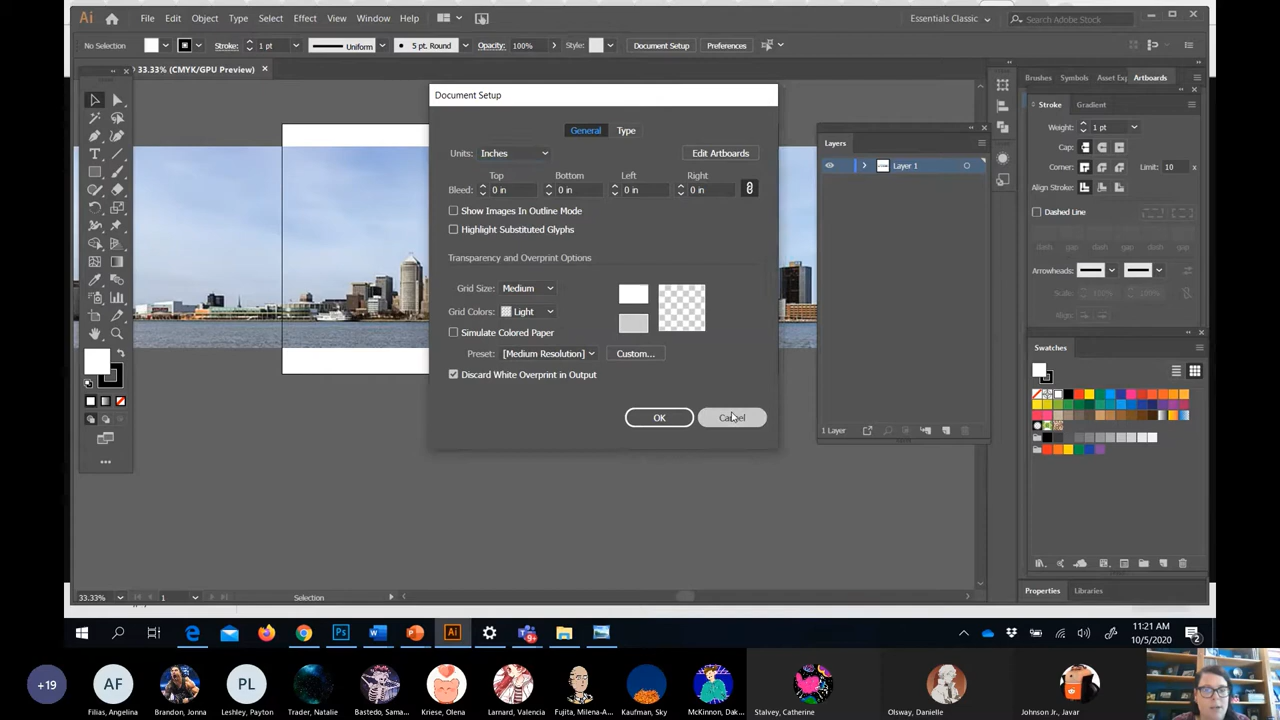 Ai File Edit Object Type Select Effect View Window Help Essentials Classic Search Adobe Stock
No Selection Stroke: 1 pt Uniform 5 pt. Round Opacity: 100% Style: Document Setup Preferences
33.33% (CMYK/GPU Preview) Brushes Symbols Asset Exp Artboards
Document Setup
Stroke Gradient
General Type
Weight: 1 pt
Layers
Cap:
Units: Inches Edit Artboards
Layer 1
Corner: Limit: 10 x
Top Bottom Left Right
Align Stroke:
Bleed: 0 in 0 in 0 in 0 in
Show Images In Outline Mode
Dashed Line
Highlight Substituted Glyphs
dash gap dash gap dash gap
Transparency and Overprint Options
Arrowheads:
Grid Size: Medium
Scale: 100% 100%
Grid Colors: Light
Align:
Simulate Colored Paper
Swatches
Preset: [Medium Resolution] Custom...
Discard White Overprint in Output
OK Cancel
1 Layer
Properties Libraries
33.33% 1 Selection
11:21 AM
10/5/2020
2
+19 AF PL
Filias, Angelina Brandon, Jonna Leshley, Payton Trader, Natalie Bastedo, Sama... Kriese, Olena Larnard, Valencia Fujita, Milena-A... Kaufman, Sky McKinnon, Dak... Stalvey, Catherine Olsway, Danielle Johnson Jr., Javar